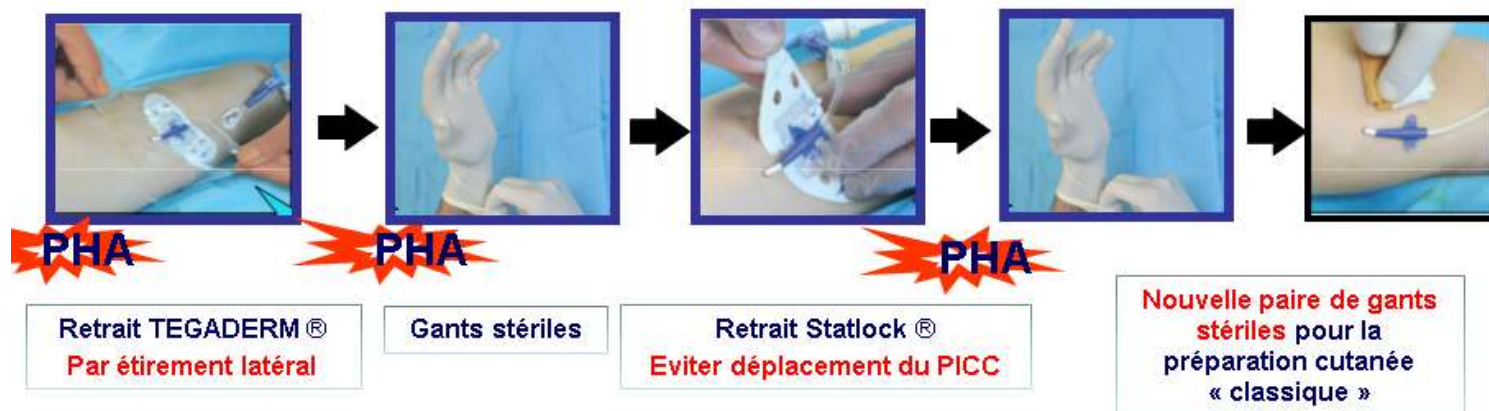 PHA
PHA
PHA
Retrait TEGADERM ®
Par étirement latéral
Gants stériles
Retrait Statlock ®
Eviter déplacement du PICC
Nouvelle paire de gants
stériles pour la
préparation cutanée
« classique »